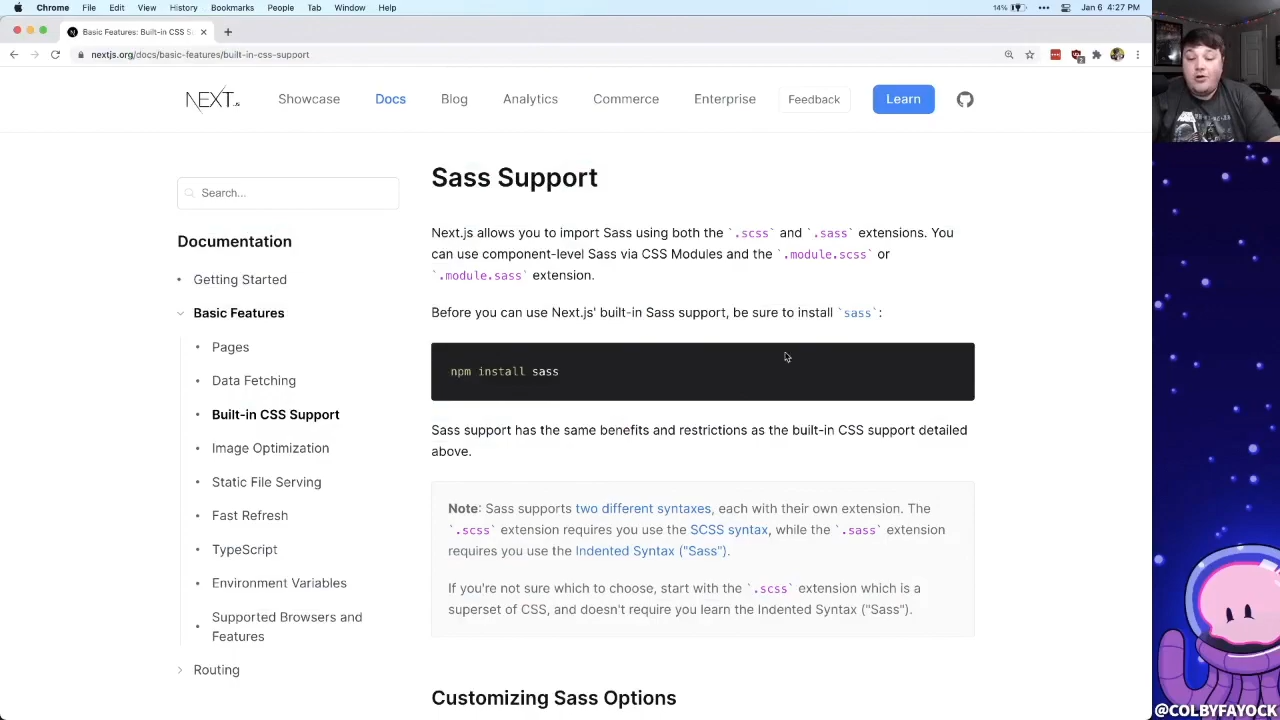 Chrome File Edit View History Bookmarks People Tab Window Help 14% Jan 6 4:27 PM
Basic Features: Built-in CSS S
nextjs.org/docs/basic-features/built-in-css-support
2
NEXT.js Showcase Docs Blog Analytics Commerce Enterprise Feedback Learn
Search...
Documentation
Getting Started
Basic Features
Pages
Data Fetching
Built-in CSS Support
Image Optimization
Static File Serving
Fast Refresh
TypeScript
Environment Variables
Supported Browsers and
Features
Routing
Sass Support
Next.js allows you to import Sass using both the `.scss` and `.sass` extensions. You
can use component-level Sass via CSS Modules and the `.module.scss` or
`.module.sass` extension.
Before you can use Next.js' built-in Sass support, be sure to install `sass`:
npm install sass
Sass support has the same benefits and restrictions as the built-in CSS support detailed
above.
Note: Sass supports two different syntaxes, each with their own extension. The
`.scss` extension requires you use the SCSS syntax, while the `.sass` extension
requires you use the Indented Syntax ("Sass").
If you're not sure which to choose, start with the `.scss` extension which is a
superset of CSS, and doesn't require you learn the Indented Syntax ("Sass").
Customizing Sass Options
@COLBYFAYOCK